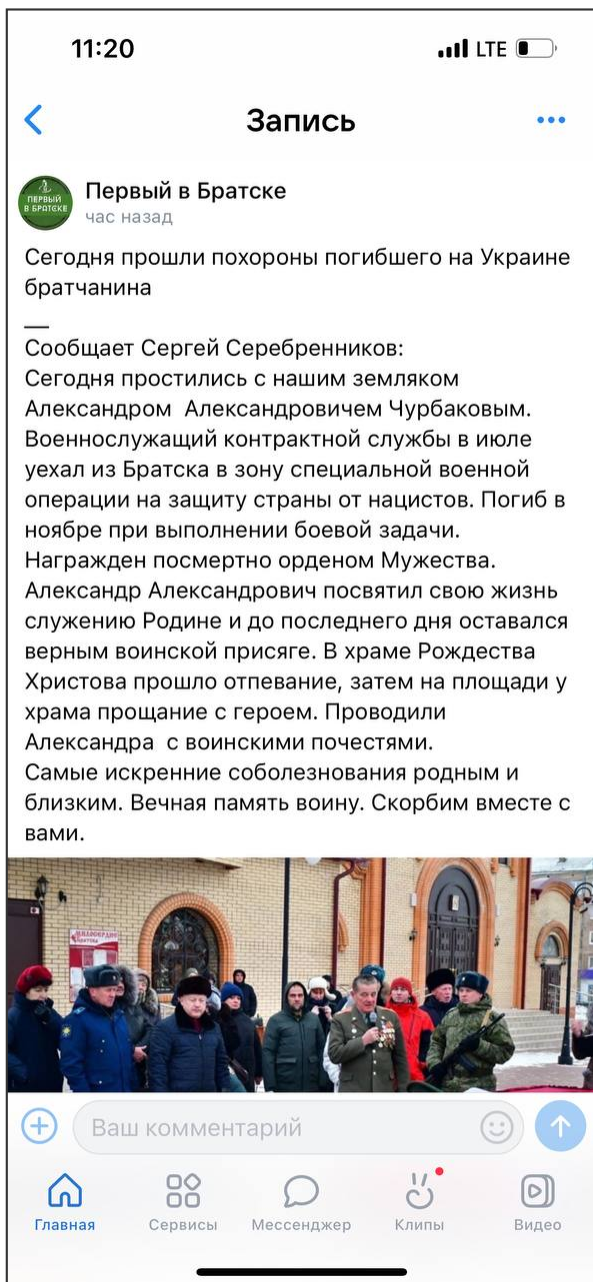 11:20
LTE
Запись
ПЕРВЫЙ
В БРАТСКЕ
Первый в Братске
час назад
Сегодня прошли похороны погибшего на Украине
братчанина
__
Сообщает Сергей Серебренников:
Сегодня простились с нашим земляком
Александром  Александровичем Чурбаковым.
Военнослужащий контрактной службы в июле
уехал из Братска в зону специальной военной
операции на защиту страны от нацистов. Погиб в
ноябре при выполнении боевой задачи.
Награжден посмертно орденом Мужества.
Александр Александрович посвятил свою жизнь
служению Родине и до последнего дня оставался
верным воинской присяге. В храме Рождества
Христова прошло отпевание, затем на площади у
храма прощание с героем. Проводили
Александра  с воинскими почестями.
Самые искренние соболезнования родным и
близким. Вечная память воину. Скорбим вместе с
вами.
МИЛОСЕРДИЕ
Ваш комментарий
Главная
Сервисы
Мессенджер
Клипы
Видео